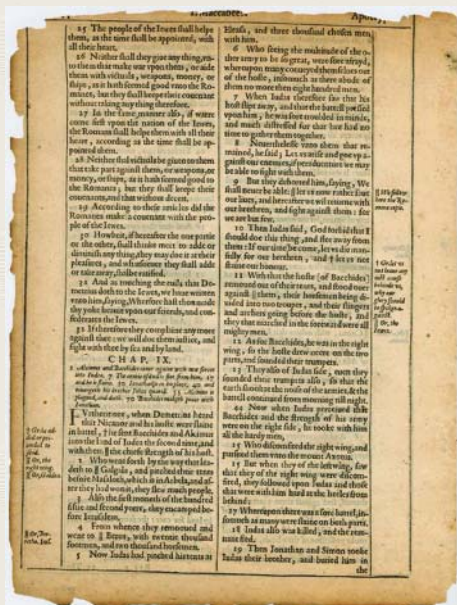 I. Maccabees. Apocry
25 The people of the Iewes shall helpe
them, as the time shall be appointed, with
all their heart.
26 Neither shall they giue any thing, vn-
to them that make war vpon them, or aide
them with victuals, weapons, money, or
ships, as it hath seemed good vnto the Ro-
manes, but they shall keepe their couenant
without taking any thing therefore.
27 In the same manner also, if warre
come first vpon the nation of the Iewes,
the Romans shall helpe them with all their
heart, according as the time shall be ap-
pointed them.
28 Neither shal victuals be giuen to them
that take part against them, or weapons, or
money, or ships, as it hath seemed good to
the Romanes; but they shall keepe their
couenants, and that without deceit.
29 According to these articles did the
Romanes make a couenant with the peo-
ple of the Iewes.
30 Howbeit, if hereafter the one partie
or the other, shall thinke meet to adde or
diminish any thing, they may doe it at their
pleasures, and whatsoeuer they shall adde
or take away, shalbe ratified.
31 And as touching the euils that De-
metrius doth to the Iewes, we haue written
vnto him, saying, Wherefore hast thou made
thy yoke heauie vpon our friends, and con-
federates the Iewes.
32 If therefore they complaine any more
against thee: we will doe them iustice, and
fight with thee by sea and by land.
CHAP. IX.
FVrthermore, when Demetrius heard
that Nicanor and his hoste were slaine
in battel, † he sent Bacchides and Alcimus
into the land of Iudea the second time, and
with them || the chiefe strength of his host.
2 Who went forth by the way that lea-
deth to || Galgala, and pitched their tents
before Masaloth, which is in Arbela, and af-
ter they had won it, they slew much people.
3 Also the first moneth of the hundred
fiftie and second yeere, they encamped be-
fore Ierusalem.
4 From whence they remooued and
went to || Berea, with twentie thousand
footmen, and two thousand horsemen.
5 Now Iudas had pitched his tents at
Eleasa, and three thousand chosen men
with him.
6 Who seeing the multitude of the o-
ther army to be so great, were sore afrayd,
whereupon many conueyed themselues out
of the hoste, insomuch as there abode of
them no more then eight hundred men.
7 When Iudas therefore saw that his
host slipt away, and that the battell pressed
vpon him, he was sore troubled in minde,
and much distressed for that hee had no
time to gather them together.
8 Neuerthelesse vnto them that re-
mained, he said; Let vs arise and goe vp a-
gainst our enemies, if peraduenture we may
be able to fight with them.
9 But they dehorted him, saying, We
shall neuer be able: || let vs now rather saue
our liues, and hereafter we wil returne with
our brethren, and fight against them: for
we are but few.
10 Then Iudas said, God forbid that I
should doe this thing, and flee away from
them: If our time be come, let vs die man-
fully for our brethren, and † let vs not
staine our honour.
11 With that the hoste [of Bacchides]
remoued out of their tents, and stood ouer
against || them, their horsemen being di-
uided into two troupes, and their slingers
and archers going before the hoste, and
they that marched in the foreward were all
mighty men.
12 As for Bacchides, he was in the right
wing, so the hoste drew neere on the two
parts, and sounded their trumpets.
13 They also of Iudas side, euen they
sounded their trumpets also, so that the
earth shooke at the noise of the armies, & the
battell continued from morning till night.
14 Now when Iudas perceiued that
Bacchides and the strength of his army
were on the right side, he tooke with him
all the hardy men,
15 Who discomfited the right wing, and
pursued them vnto the mount Azotus.
16 But when they of the left wing, saw
that they of the right wing were discom-
fited, they followed vpon Iudas and those
that were with him hard at the heeles from
behind:
17 Whereupon there was a sore battel, in-
somuch as many were slaine on both parts.
18 Iudas also was killed, and the rem-
nant fled.
19 Then Ionathan and Simon tooke
Iudas their brother, and buried him in
the